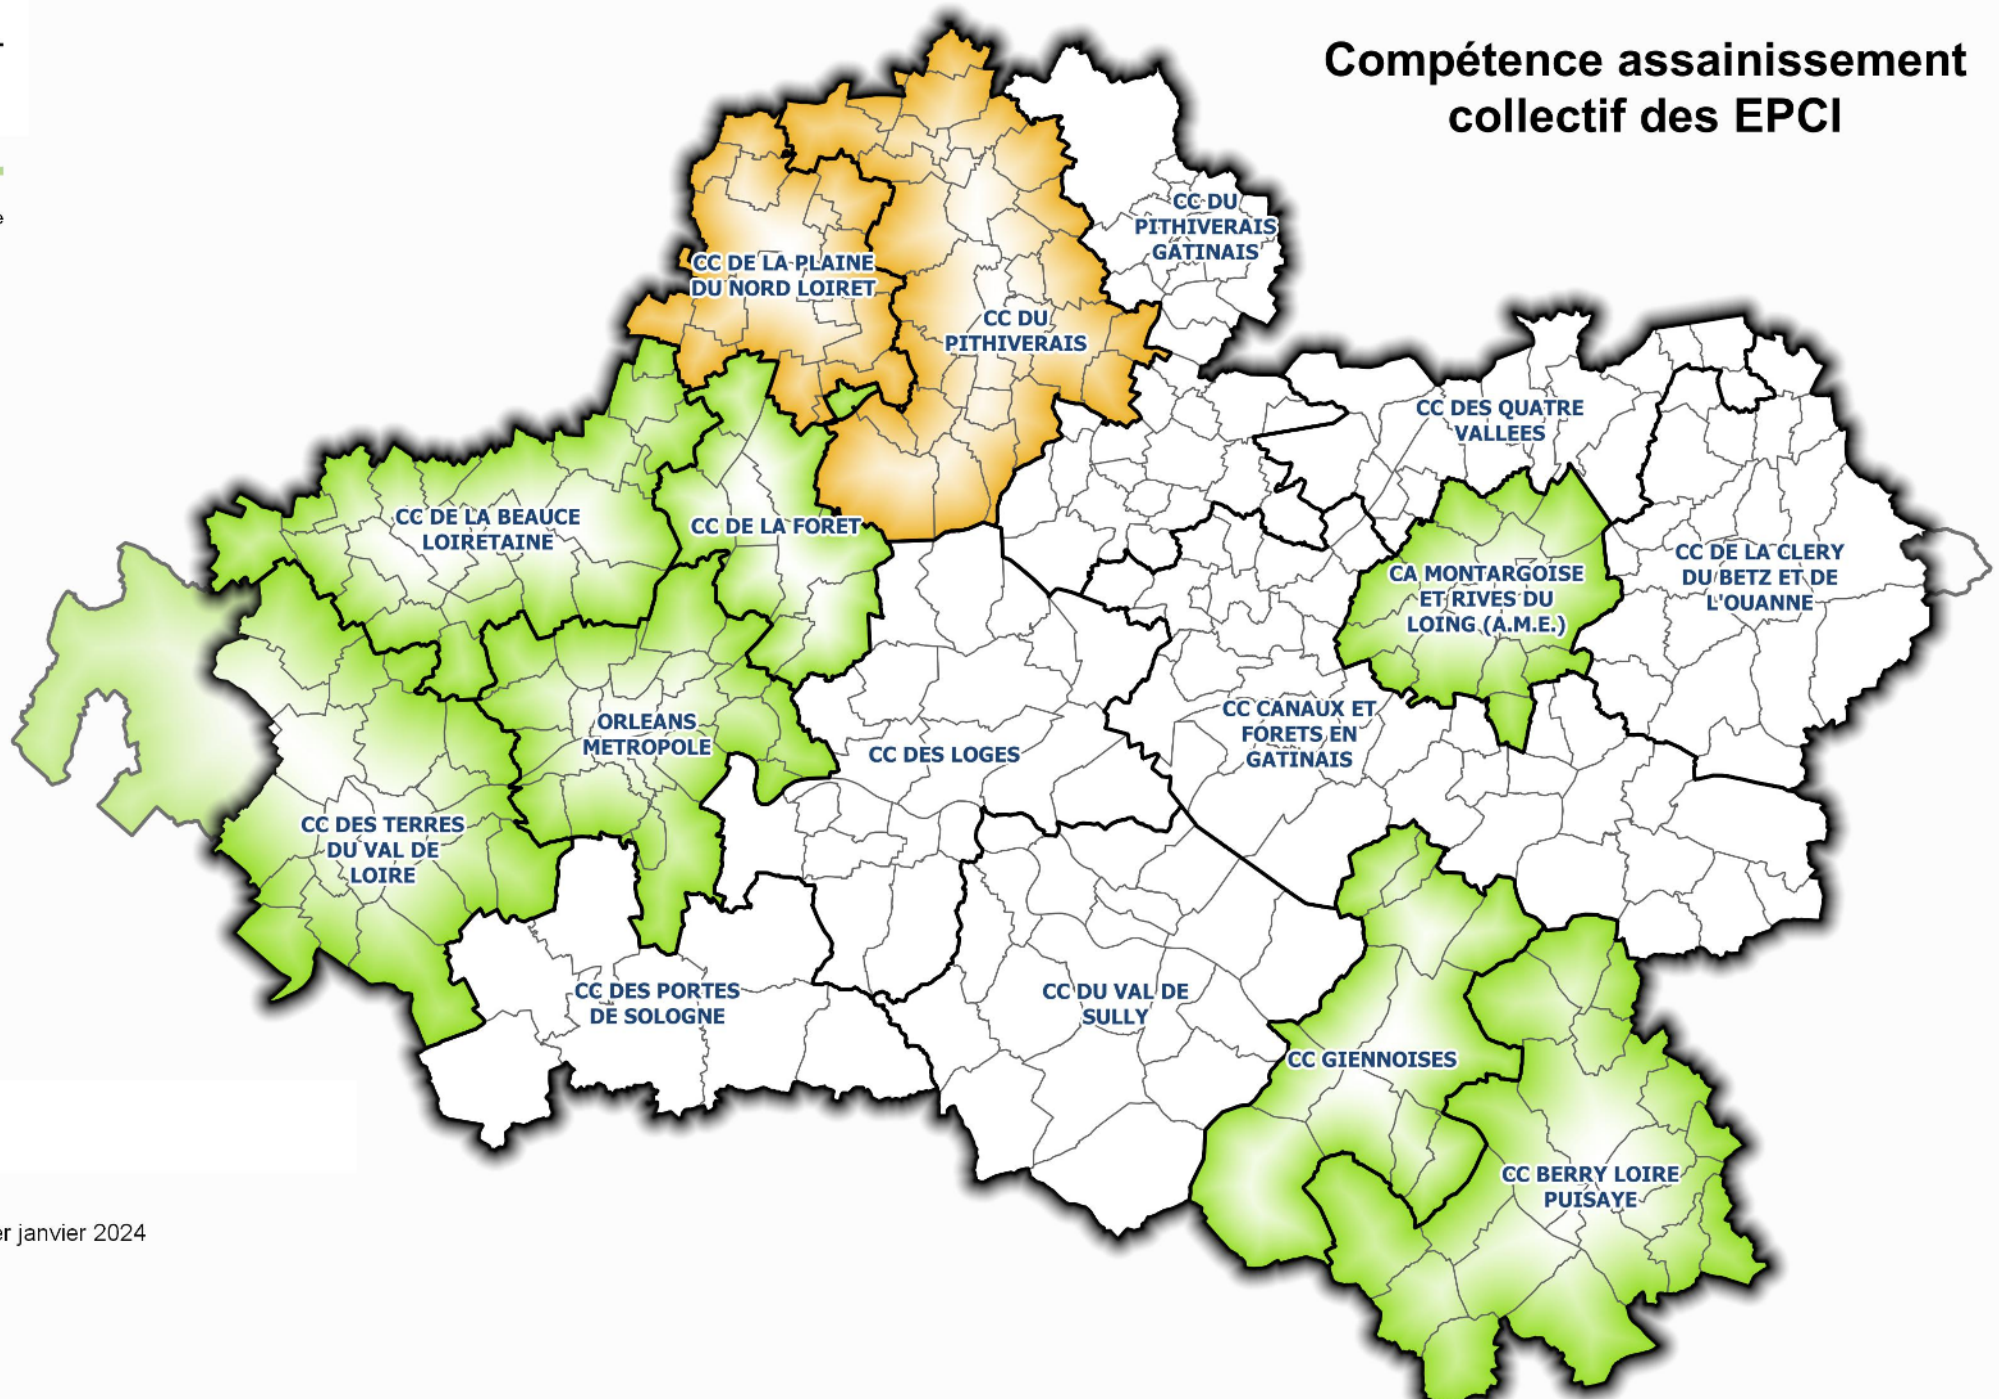 Compétence assainissement
collectif des EPCI
CC DU
PITHIVERAIS
GATINAIS
CC DE LA PLAINE
DU NORD LOIRET
CC DU
PITHIVERAIS
CC DES QUATRE
VALLEES
CC DE LA BEAUCE
LOIRETAINE
CC DE LA FORET
CA MONTARGOISE
ET RIVES DU
LOING (A.M.E.)
CC DE LA CLERY
DU BETZ ET DE
L'OUANNE
ORLEANS
METROPOLE
CC DES LOGES
CC CANAUX ET
FORETS EN
GATINAIS
CC DES TERRES
DU VAL DE
LOIRE
CC DES PORTES
DE SOLOGNE
CC DU VAL DE
SULLY
CC GIENNOISES
CC BERRY LOIRE
PUISAYE
er janvier 2024